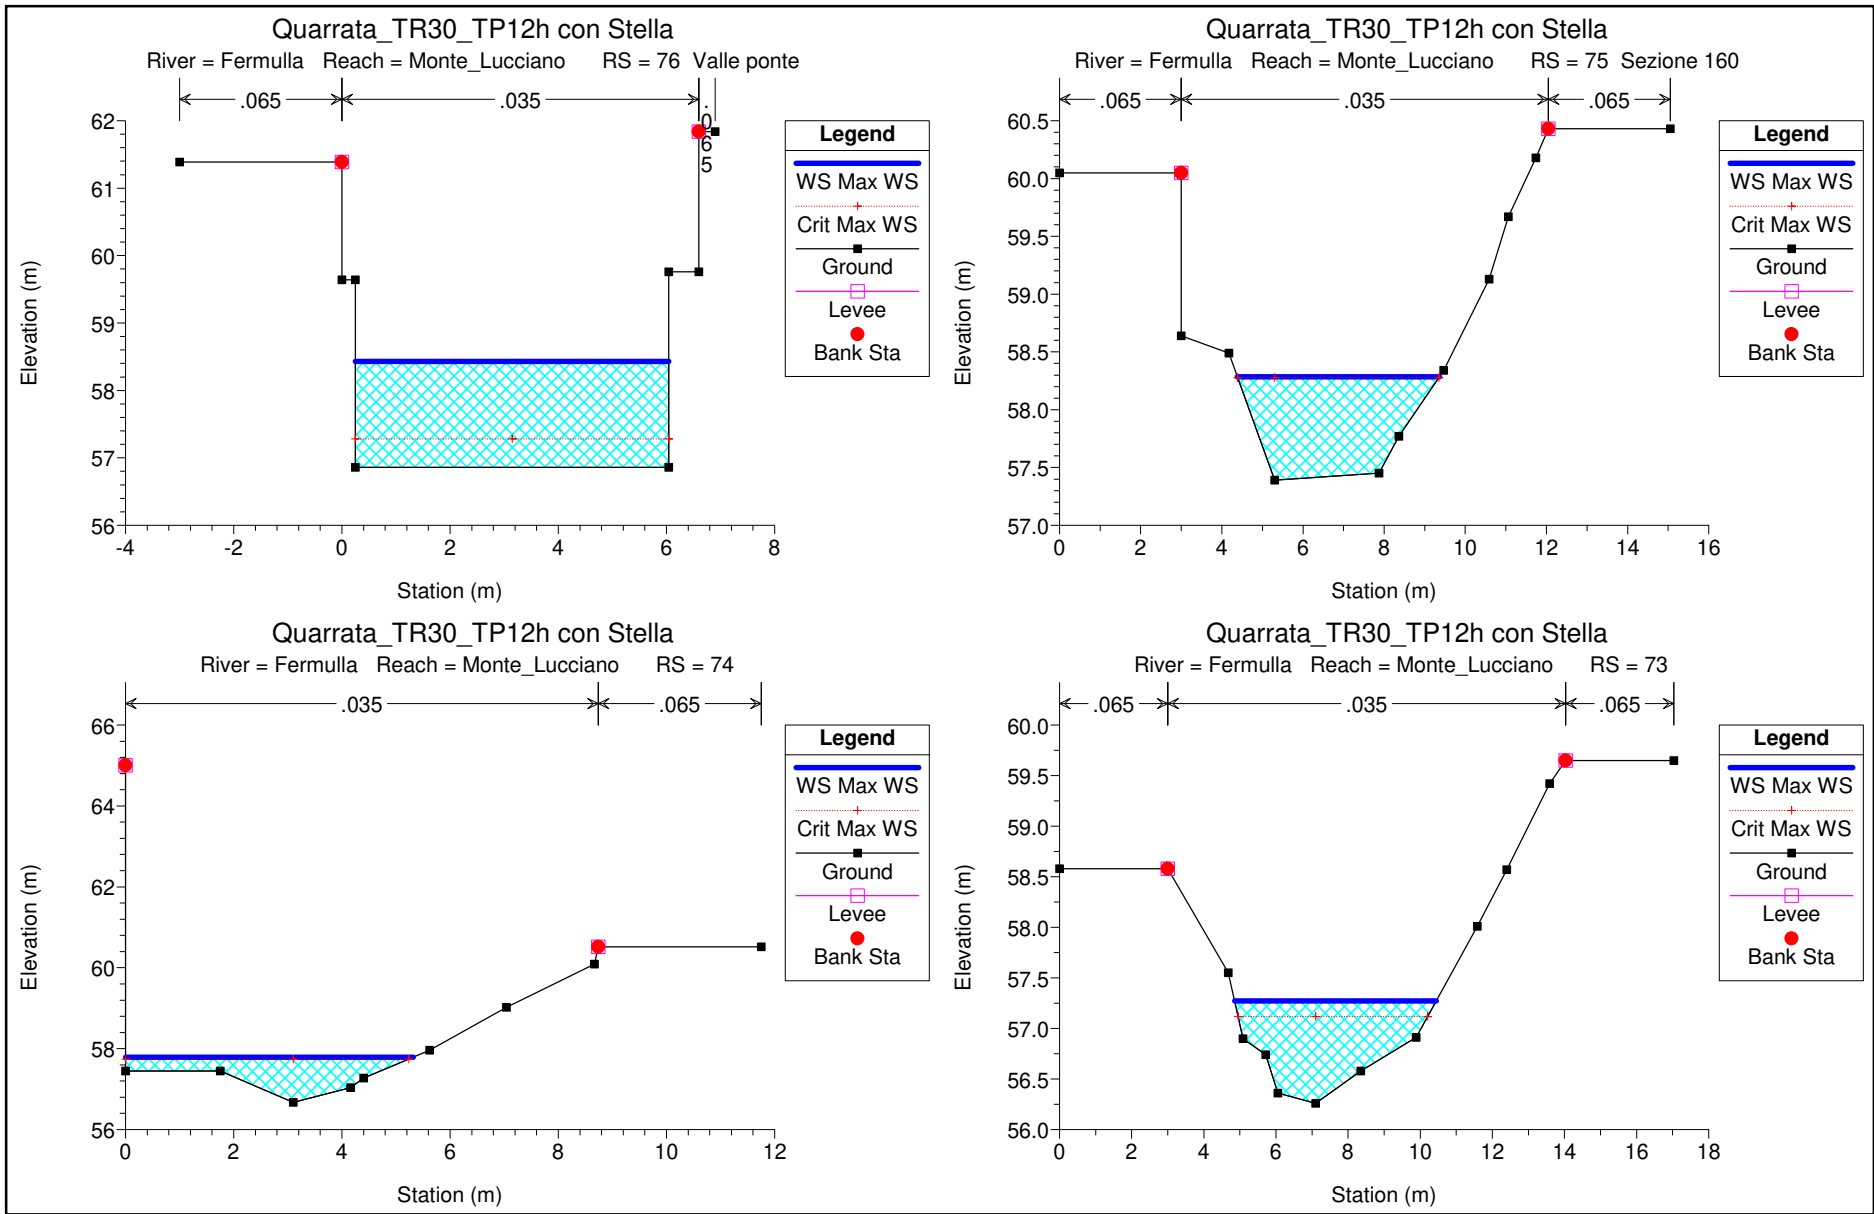 Quarrata_TR30_TP12h con Stella
River = Fermulla Reach = Monte_Lucciano RS = 76 Valle ponte
.065 .035 .065
62
61
60
59
58
57
56
-4 -2 0 2 4 6 8
Elevation (m)
Station (m)
Legend
WS Max WS
Crit Max WS
Ground
Levee
Bank Sta
Quarrata_TR30_TP12h con Stella
River = Fermulla Reach = Monte_Lucciano RS = 75 Sezione 160
.065 .035 .065
60.5
60.0
59.5
59.0
58.5
58.0
57.5
57.0
0 2 4 6 8 10 12 14 16
Elevation (m)
Station (m)
Legend
WS Max WS
Crit Max WS
Ground
Levee
Bank Sta
Quarrata_TR30_TP12h con Stella
River = Fermulla Reach = Monte_Lucciano RS = 74
.035 .065
66
64
62
60
58
56
0 2 4 6 8 10 12
Elevation (m)
Station (m)
Legend
WS Max WS
Crit Max WS
Ground
Levee
Bank Sta
Quarrata_TR30_TP12h con Stella
River = Fermulla Reach = Monte_Lucciano RS = 73
.065 .035 .065
60.0
59.5
59.0
58.5
58.0
57.5
57.0
56.5
56.0
0 2 4 6 8 10 12 14 16 18
Elevation (m)
Station (m)
Legend
WS Max WS
Crit Max WS
Ground
Levee
Bank Sta